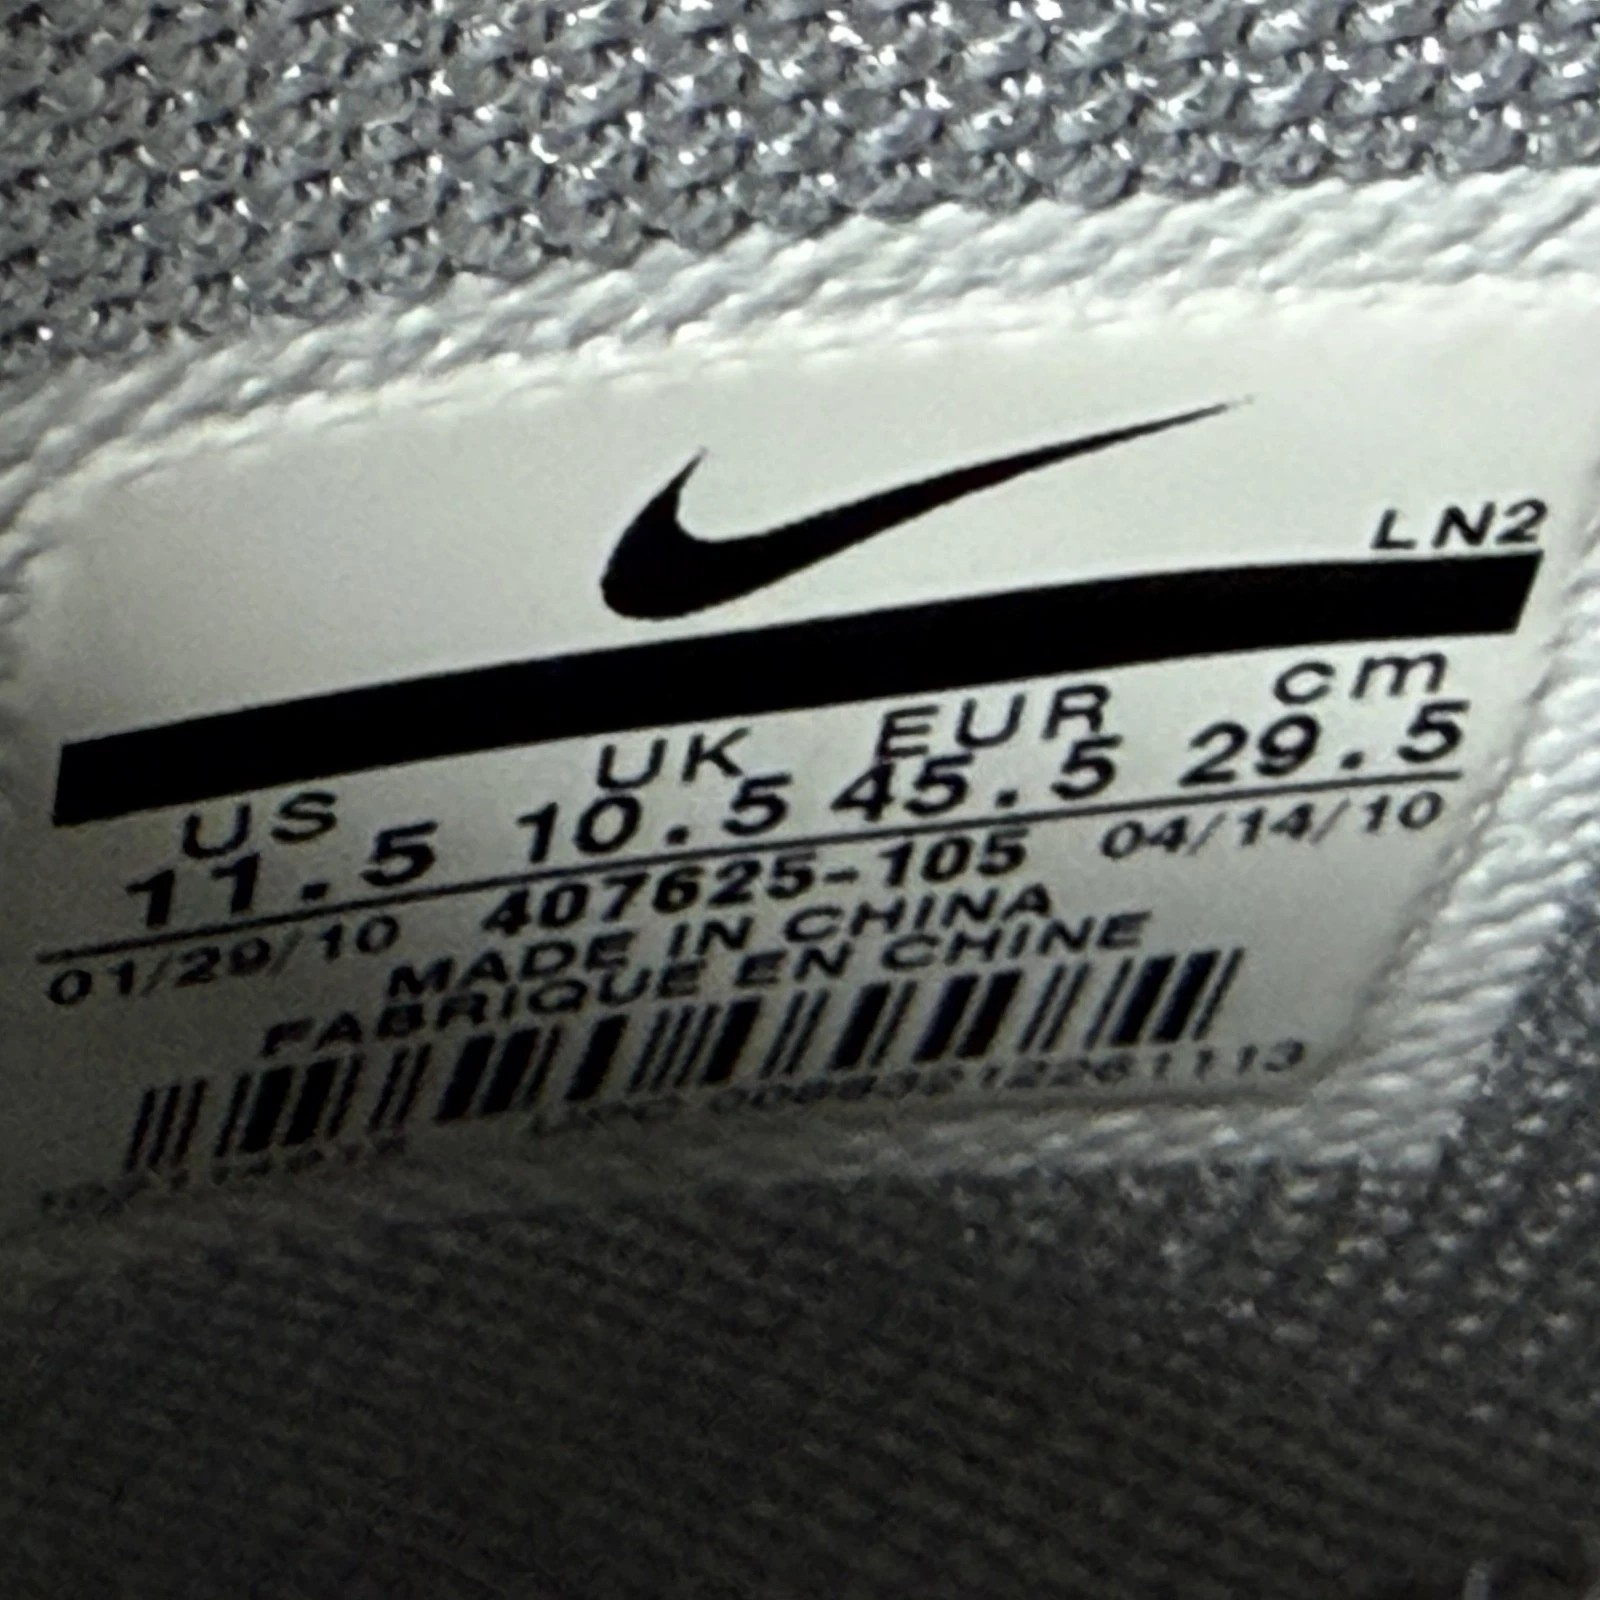 LN2
US UK EUR cm
11.5 10.5 45.5 29.5
01/29/10 407625-105 04/14/10
MADE IN CHINA
FABRIQUE EN CHINE